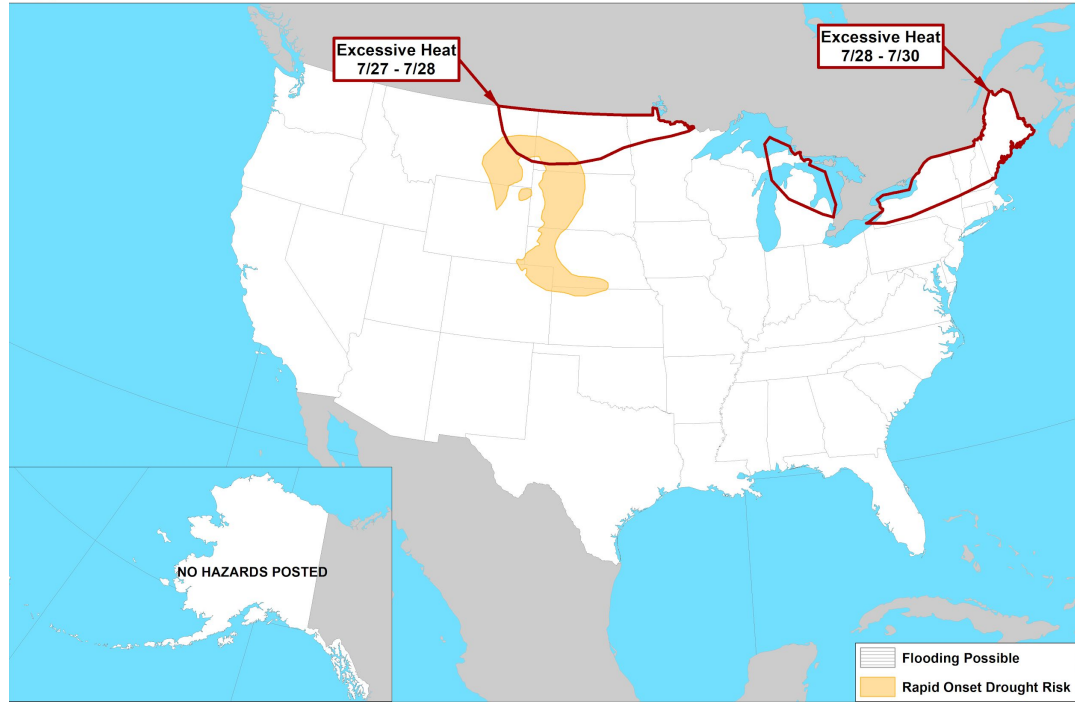 Excessive Heat
7/27 - 7/28
Excessive Heat
7/28 - 7/30
NO HAZARDS POSTED
Flooding Possible
Rapid Onset Drought Risk